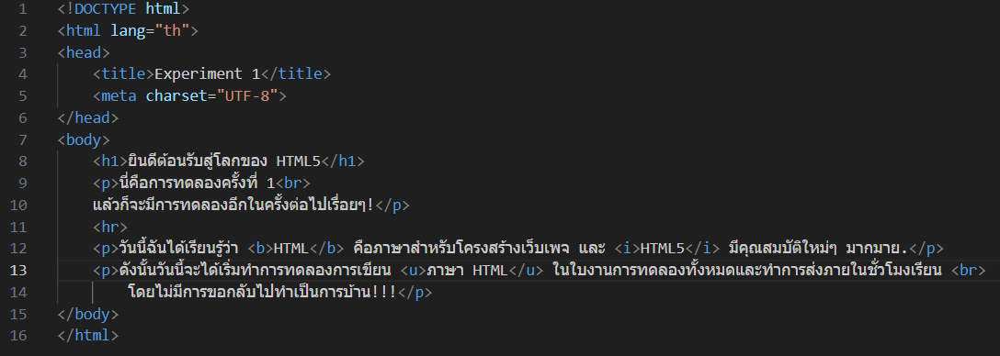 1 <!DOCTYPE html>
2 <html lang="th">
3 <head>
4 <title>Experiment 1</title>
5 <meta charset="UTF-8">
6 </head>
7 <body>
8 <h1>ยินดีต้อนรับสู่โลกของ HTML5</h1>
9 <p>นี่คือการทดลองครั้งที่ 1<br>
10 แล้วก็จะมีการทดลองอีกในครั้งต่อไปเรื่อยๆ!</p>
11 <hr>
12 <p>วันนี้ฉันได้เรียนรู้ว่า <b>HTML</b> คือภาษาสำหรับโครงสร้างเว็บเพจ และ <i>HTML5</i> มีคุณสมบัติใหม่ๆ มากมาย.</p>
13 <p>ดังนั้นวันนี้จะได้เริ่มทำการทดลองการเขียน <u>ภาษา HTML</u> ในใบงานการทดลองทั้งหมดและทำการส่งภายในชั่วโมงเรียน <br>
14 โดยไม่มีการขอกลับไปทำเป็นการบ้าน!!!</p>
15 </body>
16 </html>